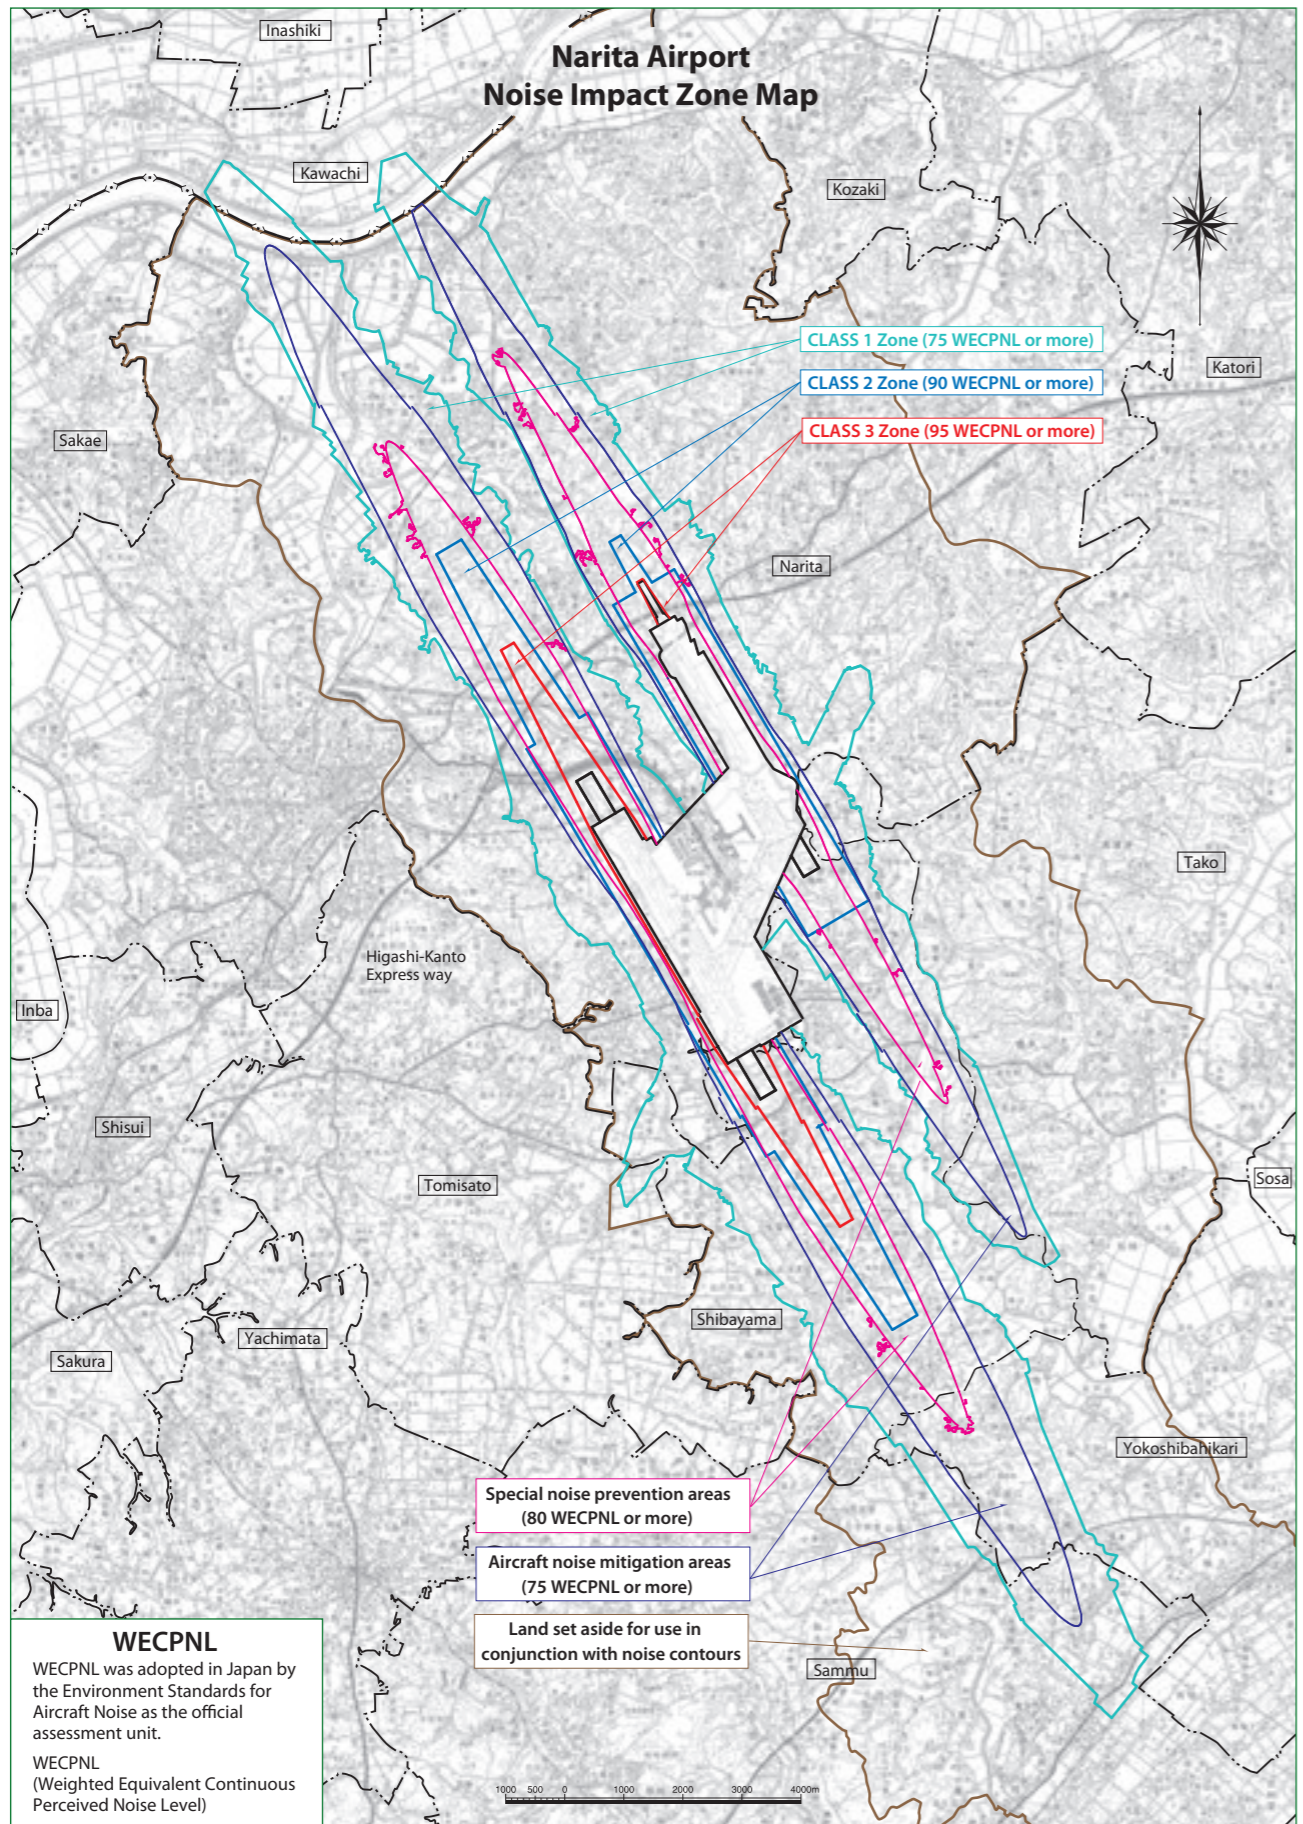 Inashiki
Narita Airport
Noise Impact Zone Map
Kawachi
Kozaki
CLASS 1 Zone (75 WECPNL or more)
Katori
CLASS 2 Zone (90 WECPNL or more)
CLASS 3 Zone (95 WECPNL or more)
Sakae
Narita
Tako
Higashi-Kanto
Express way
Inba
Shisui
Tomisato
Sosa
Shibayama
Yachimata
Sakura
Yokoshibahikari
Special noise prevention areas
(80 WECPNL or more)
Aircraft noise mitigation areas
(75 WECPNL or more)
Land set aside for use in
conjunction with noise contours
Sammu
WECPNL
WECPNL was adopted in Japan by
the Environment Standards for
Aircraft Noise as the official
assessment unit.
WECPNL
(Weighted Equivalent Continuous
Perceived Noise Level)
1000 500 0 1000 2000 3000 4000m